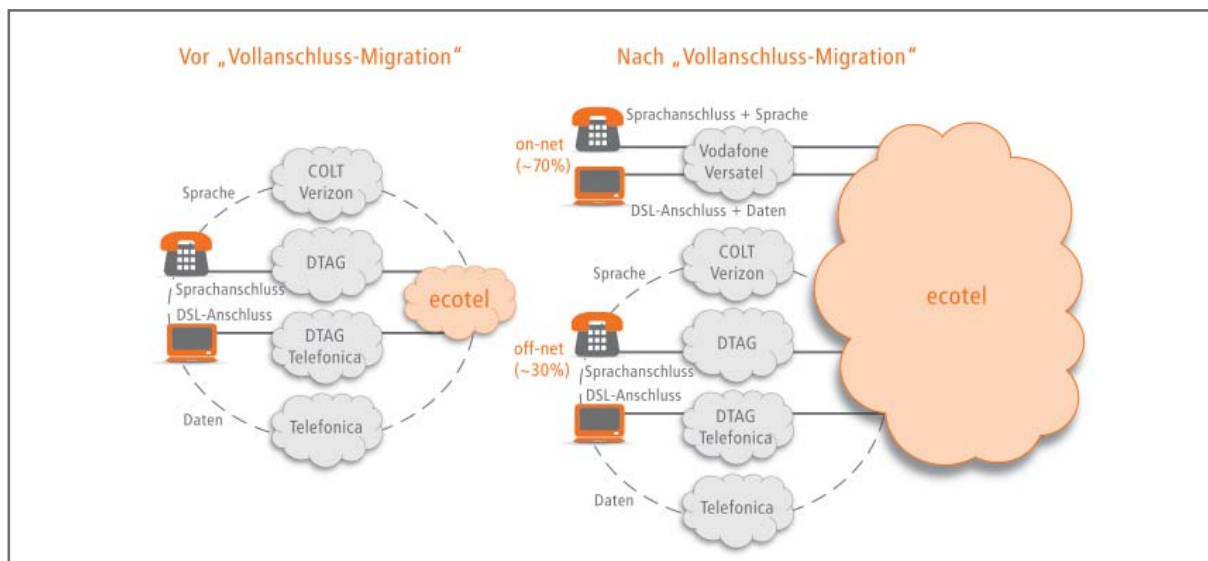 Vor „Vollanschluss-Migration“
COLT
Verizon
Sprache
DTAG
Sprachanschluss
DSL-Anschluss
ecotel
DTAG
Telefonica
Daten
Telefonica
Nach „Vollanschluss-Migration“
Sprachanschluss + Sprache
on-net
(~70%)
Vodafone
Versatel
DSL-Anschluss + Daten
COLT
Verizon
Sprache
ecotel
off-net
(~30%)
DTAG
Sprachanschluss
DSL-Anschluss
DTAG
Telefonica
Daten
Telefonica